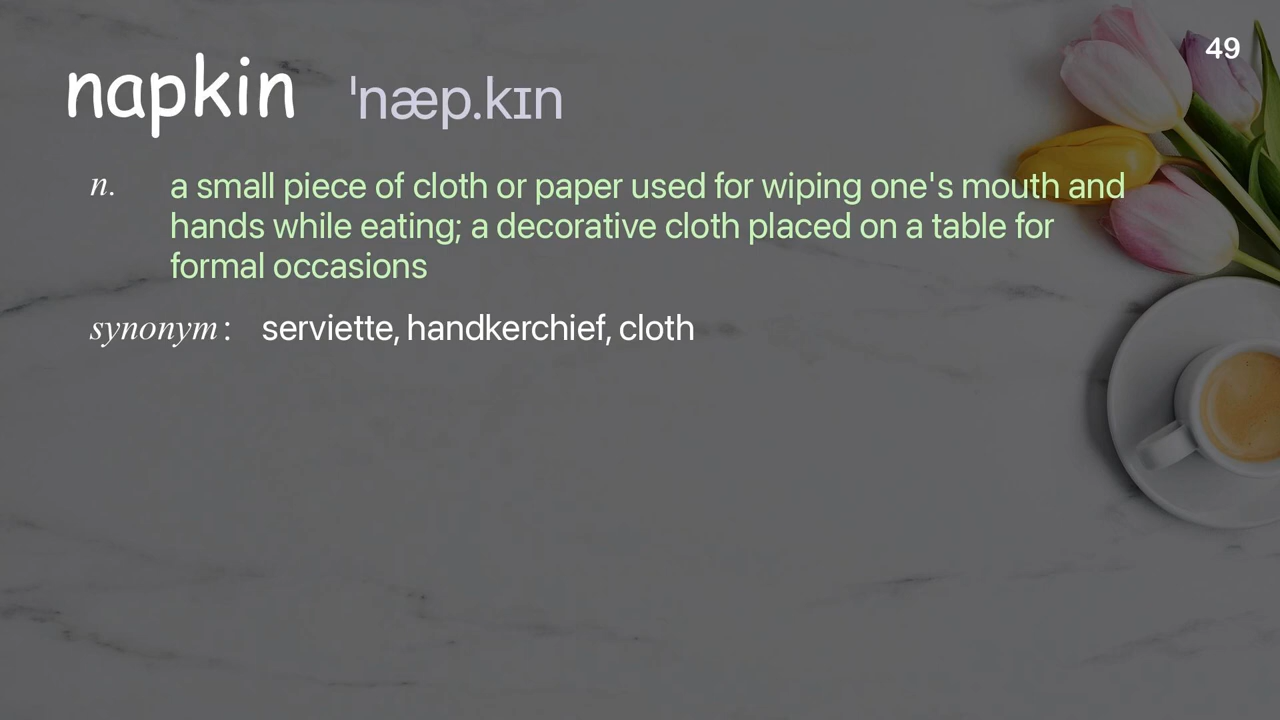 49
napkin ˈnæp.kɪn
n. a small piece of cloth or paper used for wiping one's mouth and
hands while eating; a decorative cloth placed on a table for
formal occasions
synonym: serviette, handkerchief, cloth